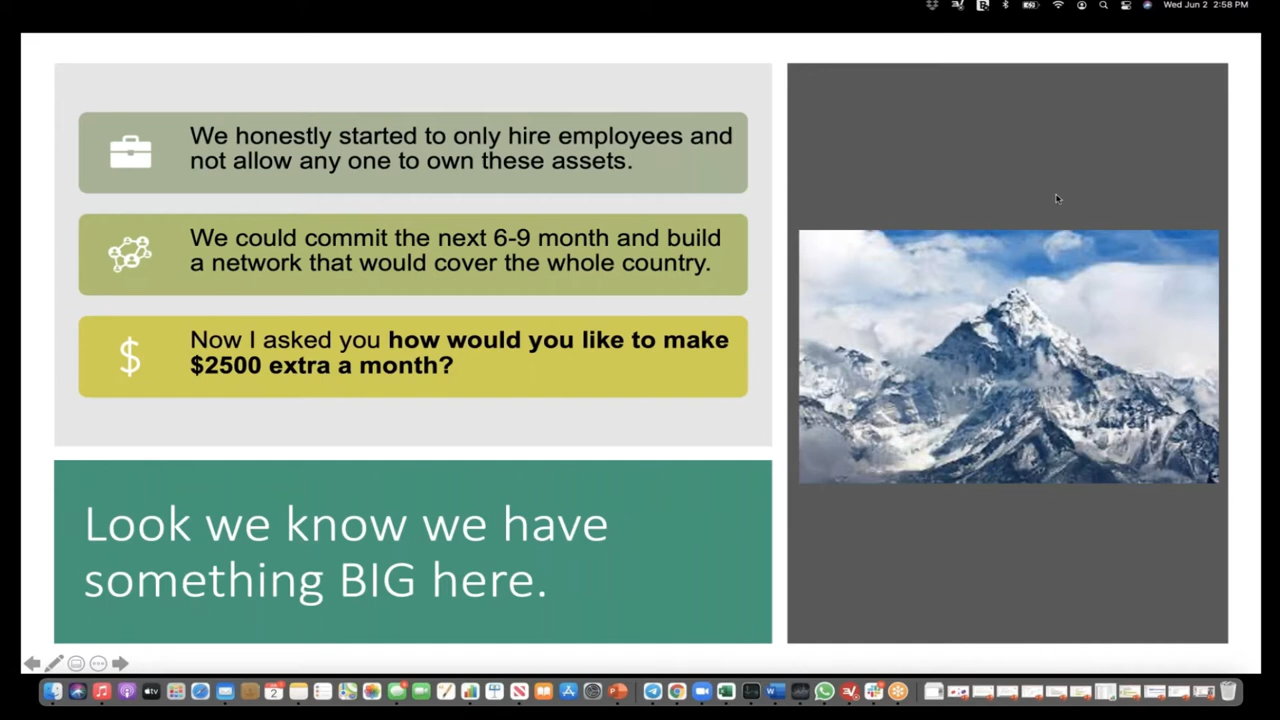 Wed Jun 2 2:58 PM
We honestly started to only hire employees and
not allow any one to own these assets.
We could commit the next 6-9 month and build
a network that would cover the whole country.
$
Now I asked you how would you like to make
$2500 extra a month?
Look we know we have
something BIG here.